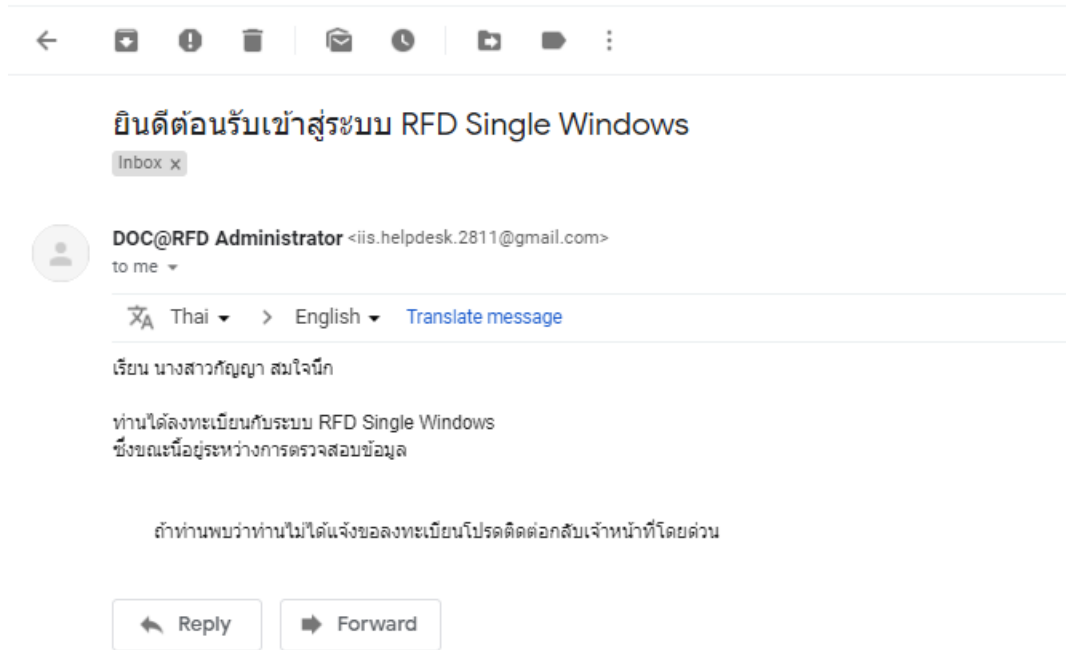 ยินดีต้อนรับเข้าสู่ระบบ RFD Single Windows
Inbox x
DOC@RFD Administrator <iis.helpdesk.2811@gmail.com>
to me
Thai > English Translate message
เรียน นางสาวกัญญา สมใจนึก
ท่านได้ลงทะเบียนกับระบบ RFD Single Windows
ซึ่งขณะนี้อยู่ระหว่างการตรวจสอบข้อมูล
ถ้าท่านพบว่าท่านไม่ได้แจ้งขอลงทะเบียนโปรดติดต่อกลับเจ้าหน้าที่โดยด่วน
Reply Forward